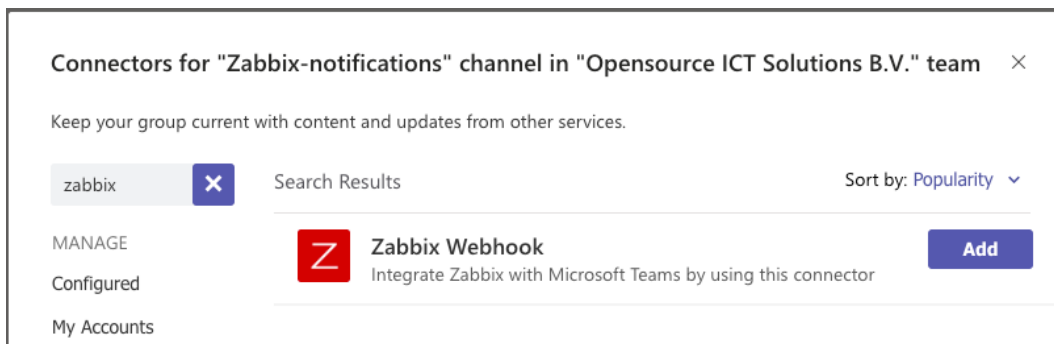 Connectors for "Zabbix-notifications" channel in "Opensource ICT Solutions B.V." team
Keep your group current with content and updates from other services.
zabbix
Search Results
Sort by: Popularity
MANAGE
Configured
My Accounts
Z
Zabbix Webhook
Integrate Zabbix with Microsoft Teams by using this connector
Add